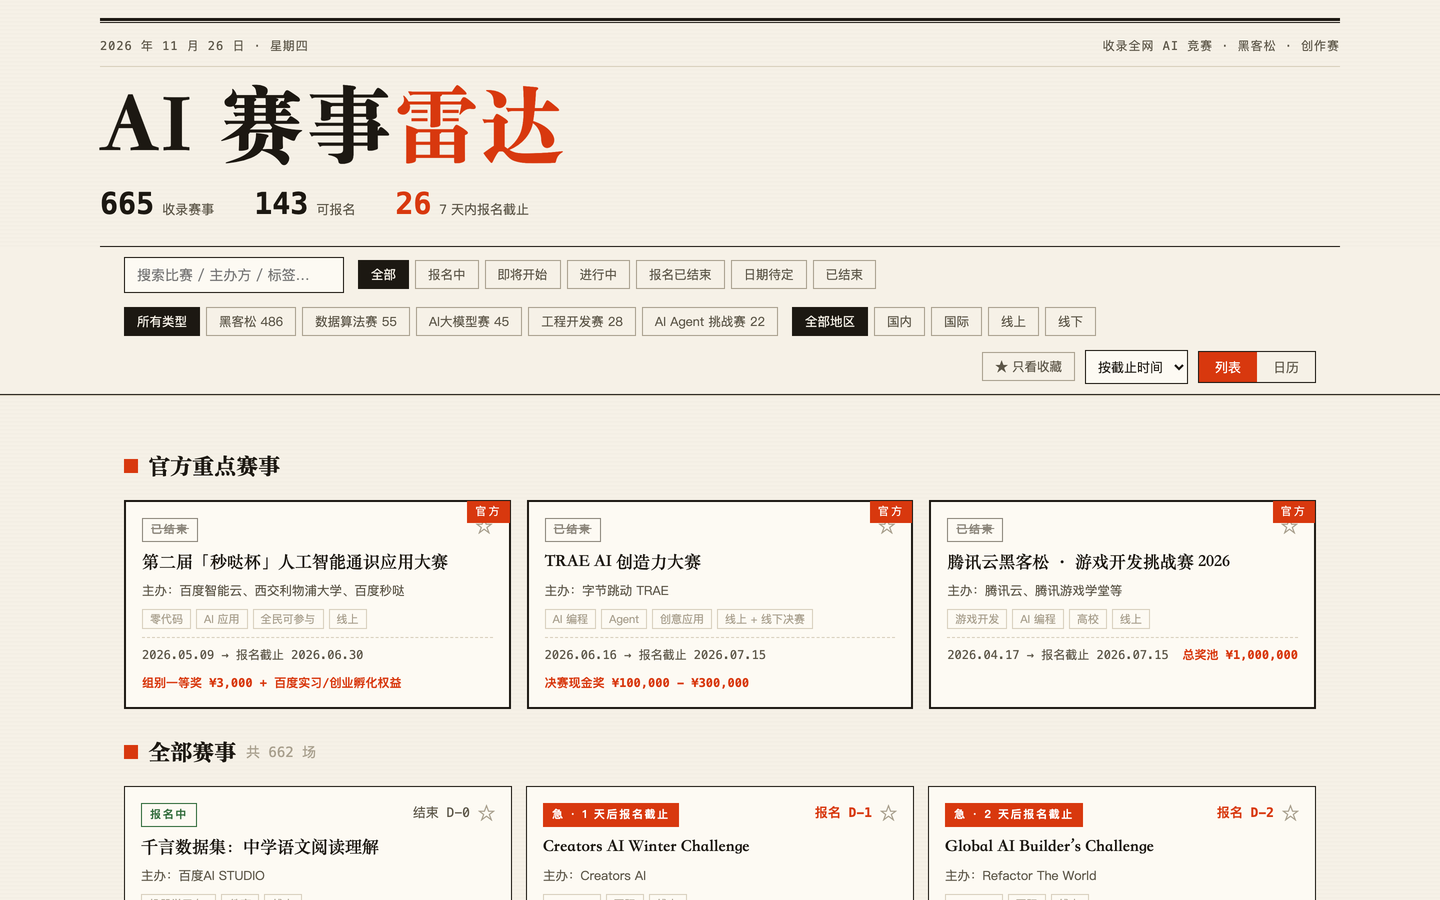 2026 年 11 月 26 日 · 星期四
收录全网 AI 竞赛 · 黑客松 · 创作赛
AI 赛事雷达
665 收录赛事 143 可报名 26 7 天内报名截止
搜索比赛 / 主办方 / 标签... 全部 报名中 即将开始 进行中 报名已结束 日期待定 已结束
所有类型 黑客松 486 数据算法赛 55 AI大模型赛 45 工程开发赛 28 AI Agent 挑战赛 22 全部地区 国内 国际 线上 线下
★ 只看收藏 按截止时间 列表 日历
官方重点赛事
官方
已结束
第二届「秒哒杯」人工智能通识应用大赛
主办：百度智能云、西交利物浦大学、百度秒哒
零代码 AI 应用 全民可参与 线上
2026.05.09 → 报名截止 2026.06.30
组别一等奖 ¥3,000 + 百度实习/创业孵化权益
官方
已结束
TRAE AI 创造力大赛
主办：字节跳动 TRAE
AI 编程 Agent 创意应用 线上 + 线下决赛
2026.06.16 → 报名截止 2026.07.15
决赛现金奖 ¥100,000 – ¥300,000
官方
已结束
腾讯云黑客松 · 游戏开发挑战赛 2026
主办：腾讯云、腾讯游戏学堂等
游戏开发 AI 编程 高校 线上
2026.04.17 → 报名截止 2026.07.15 总奖池 ¥1,000,000
全部赛事 共 662 场
报名中 结束 D-0
千言数据集：中学语文阅读理解
主办：百度AI STUDIO
急 · 1 天后报名截止 报名 D-1
Creators AI Winter Challenge
主办：Creators AI
急 · 2 天后报名截止 报名 D-2
Global AI Builder’s Challenge
主办：Refactor The World